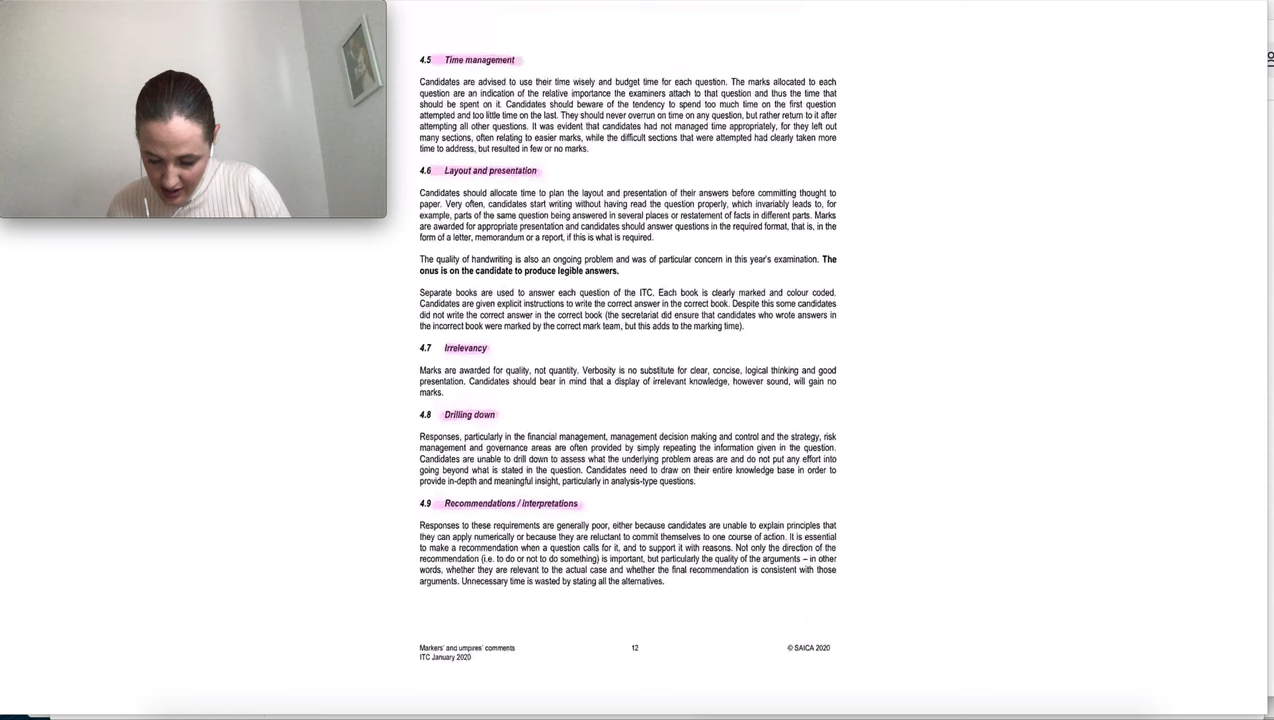 4.5 Time management
Candidates are advised to use their time wisely and budget time for each question. The marks allocated to each
question are an indication of the relative importance the examiners attach to that question and thus the time that
should be spent on it. Candidates should beware of the tendency to spend too much time on the first question
attempted and too little time on the last. They should never overrun on time on any question, but rather return to it after
attempting all other questions. It was evident that candidates had not managed time appropriately, for they left out
many sections, often relating to easier marks, while the difficult sections that were attempted had clearly taken more
time to address, but resulted in few or no marks.
4.6 Layout and presentation
Candidates should allocate time to plan the layout and presentation of their answers before committing thought to
paper. Very often, candidates start writing without having read the question properly, which invariably leads to, for
example, parts of the same question being answered in several places or restatement of facts in different parts. Marks
are awarded for appropriate presentation and candidates should answer questions in the required format, that is, in the
form of a letter, memorandum or a report, if this is what is required.
The quality of handwriting is also an ongoing problem and was of particular concern in this year's examination. The
onus is on the candidate to produce legible answers.
Separate books are used to answer each question of the ITC. Each book is clearly marked and colour coded.
Candidates are given explicit instructions to write the correct answer in the correct book. Despite this some candidates
did not write the correct answer in the correct book (the secretariat did ensure that candidates who wrote answers in
the incorrect book were marked by the correct mark team, but this adds to the marking time).
4.7 Irrelevancy
Marks are awarded for quality, not quantity. Verbosity is no substitute for clear, concise, logical thinking and good
presentation. Candidates should bear in mind that a display of irrelevant knowledge, however sound, will gain no
marks.
4.8 Drilling down
Responses, particularly in the financial management, management decision making and control and the strategy, risk
management and governance areas are often provided by simply repeating the information given in the question.
Candidates are unable to drill down to assess what the underlying problem areas are and do not put any effort into
going beyond what is stated in the question. Candidates need to draw on their entire knowledge base in order to
provide in-depth and meaningful insight, particularly in analysis-type questions.
4.9 Recommendations / interpretations
Responses to these requirements are generally poor, either because candidates are unable to explain principles that
they can apply numerically or because they are reluctant to commit themselves to one course of action. It is essential
to make a recommendation when a question calls for it, and to support it with reasons. Not only the direction of the
recommendation (i.e. to do or not to do something) is important, but particularly the quality of the arguments – in other
words, whether they are relevant to the actual case and whether the final recommendation is consistent with those
arguments. Unnecessary time is wasted by stating all the alternatives.
Markers' and umpires' comments 12 © SAICA 2020
ITC January 2020